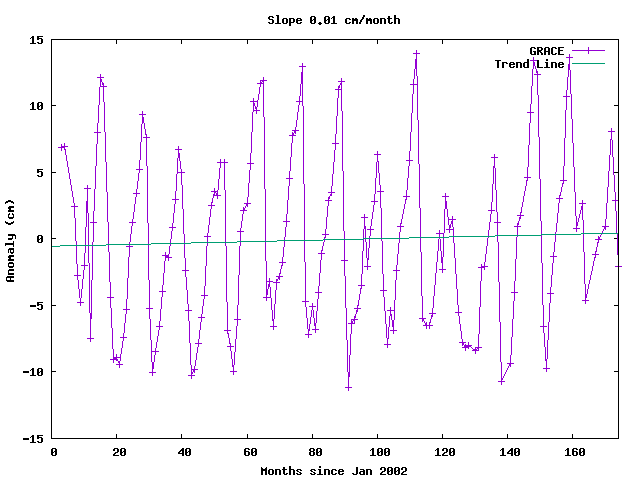 Slope 0.01 cm/month
GRACE
Trend Line
15
10
5
0
-5
-10
-15
Anomaly (cm)
0 20 40 60 80 100 120 140 160
Months since Jan 2002